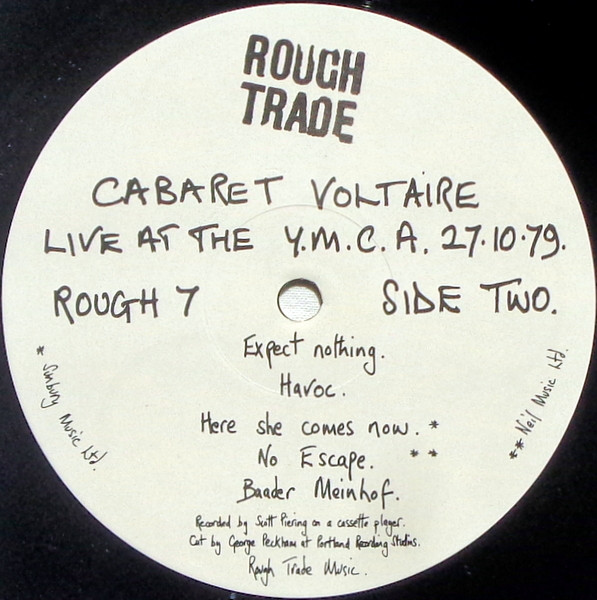 ROUGH
TRADE
CABARET VOLTAIRE
LIVE AT THE Y.M.C.A. 27.10.79.
ROUGH 7
SIDE TWO.
Expect nothing.
Havoc.
Here she comes now. *
No Escape. **
Baader Meinhof.
* Sunbury Music Ltd.
** Neil Music Ltd.
Recorded by Scott Piering on a cassette player.
Cut by George Peckham at Portland Recording Studios.
Rough Trade Music.